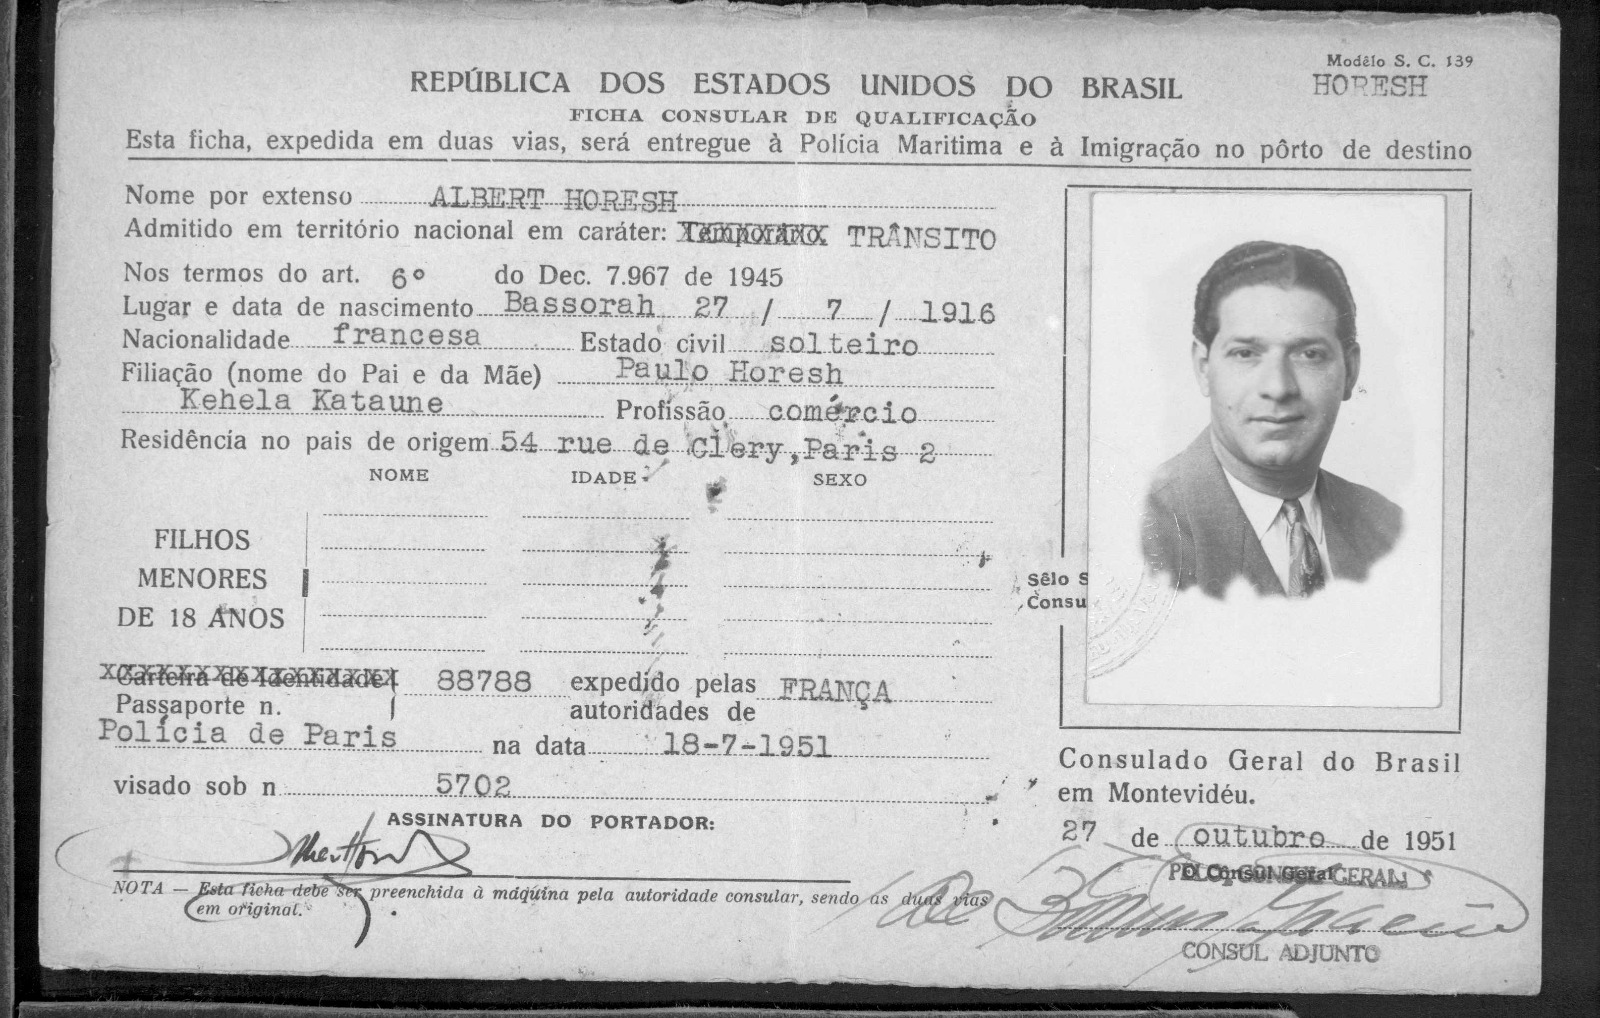 Modêlo S. C. 139
HORESH
REPÚBLICA DOS ESTADOS UNIDOS DO BRASIL
FICHA CONSULAR DE QUALIFICAÇÃO
Esta ficha, expedida em duas vias, será entregue à Polícia Maritima e à Imigração no pôrto de destino
Nome por extenso ALBERT HORESH
Admitido em território nacional em caráter: Temporário TRÂNSITO
Nos termos do art. 6º do Dec. 7.967 de 1945
Lugar e data de nascimento Bassorah 27 / 7 / 1916
Nacionalidade francesa Estado civil solteiro
Filiação (nome do Pai e da Mãe) Paulo Horesh
Kehela Kataune Profissão comércio
Residência no pais de origem 54 rue de Clery, Paris 2
NOME IDADE SEXO
FILHOS
MENORES
DE 18 ANOS
Sêlo S
Consu
Carteira de Identidade
Passaporte n. 88788 expedido pelas autoridades de FRANÇA
Polícia de Paris na data 18-7-1951
visado sob n 5702
ASSINATURA DO PORTADOR:
NOTA — Esta ficha debe ser preenchida à máquina pela autoridade consular, sendo as duas vias
em original.
Consulado Geral do Brasil
em Montevidéu.
27 de outubro de 1951
O Consul Geral
PELO CONSUL GERAL
CONSUL ADJUNTO